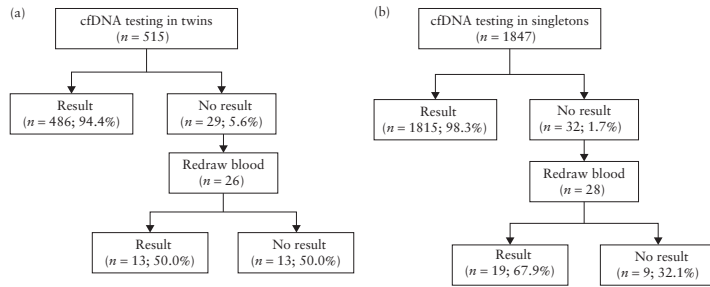 (a)
cfDNA testing in twins
(n = 515)
Result
(n = 486; 94.4%)
No result
(n = 29; 5.6%)
Redraw blood
(n = 26)
Result
(n = 13; 50.0%)
No result
(n = 13; 50.0%)
(b)
cfDNA testing in singletons
(n = 1847)
Result
(n = 1815; 98.3%)
No result
(n = 32; 1.7%)
Redraw blood
(n = 28)
Result
(n = 19; 67.9%)
No result
(n = 9; 32.1%)